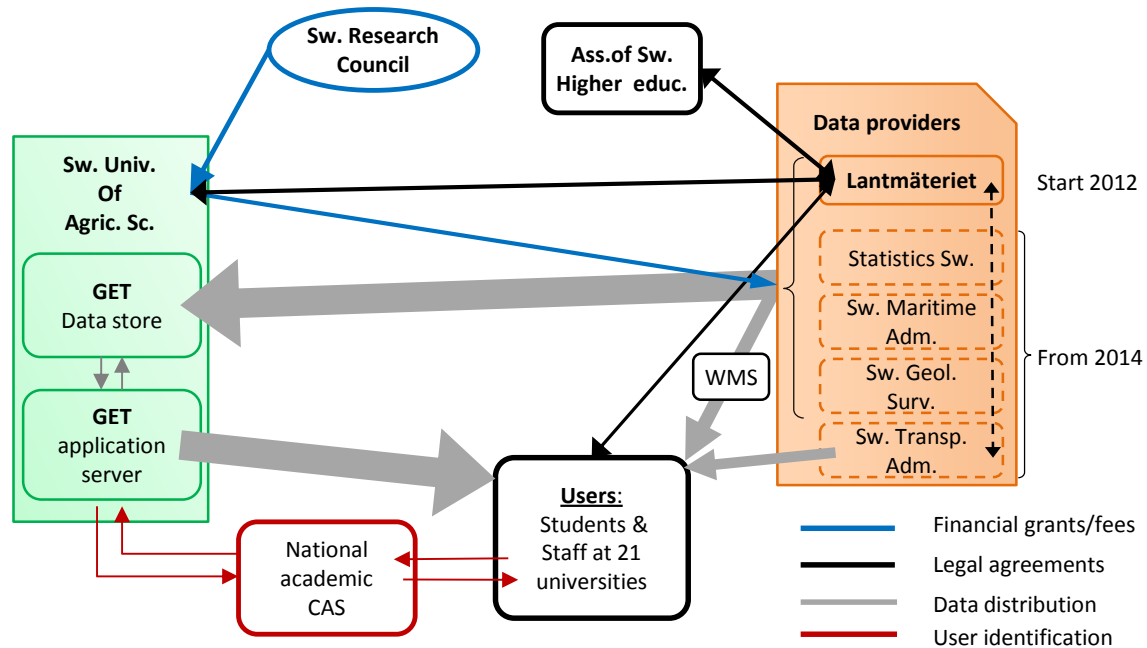 Sw. Research
Council
Ass.of Sw.
Higher educ.
Data providers
Lantmäteriet
Start 2012
Statistics Sw.
Sw. Maritime
Adm.
Sw. Geol.
Surv.
Sw. Transp.
Adm.
From 2014
Sw. Univ.
Of
Agric. Sc.
GET
Data store
GET
application
server
WMS
Users:
Students &
Staff at 21
universities
National
academic
CAS
Financial grants/fees
Legal agreements
Data distribution
User identification